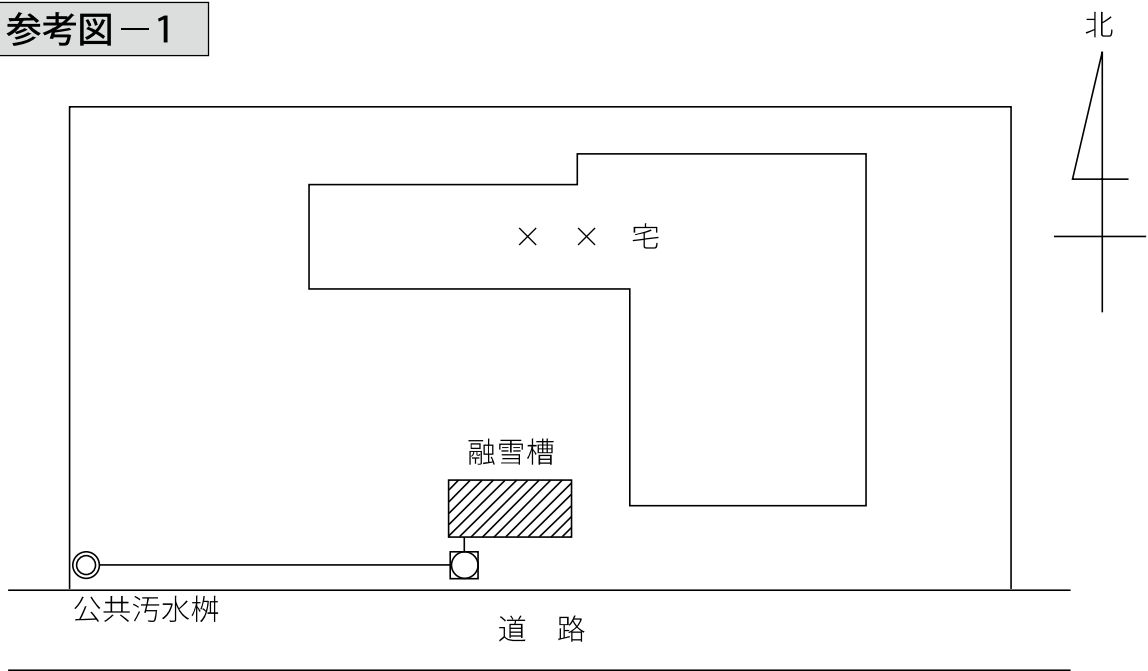 参考図－1
北
× × 宅
融雪槽
公共汚水桝
道 路